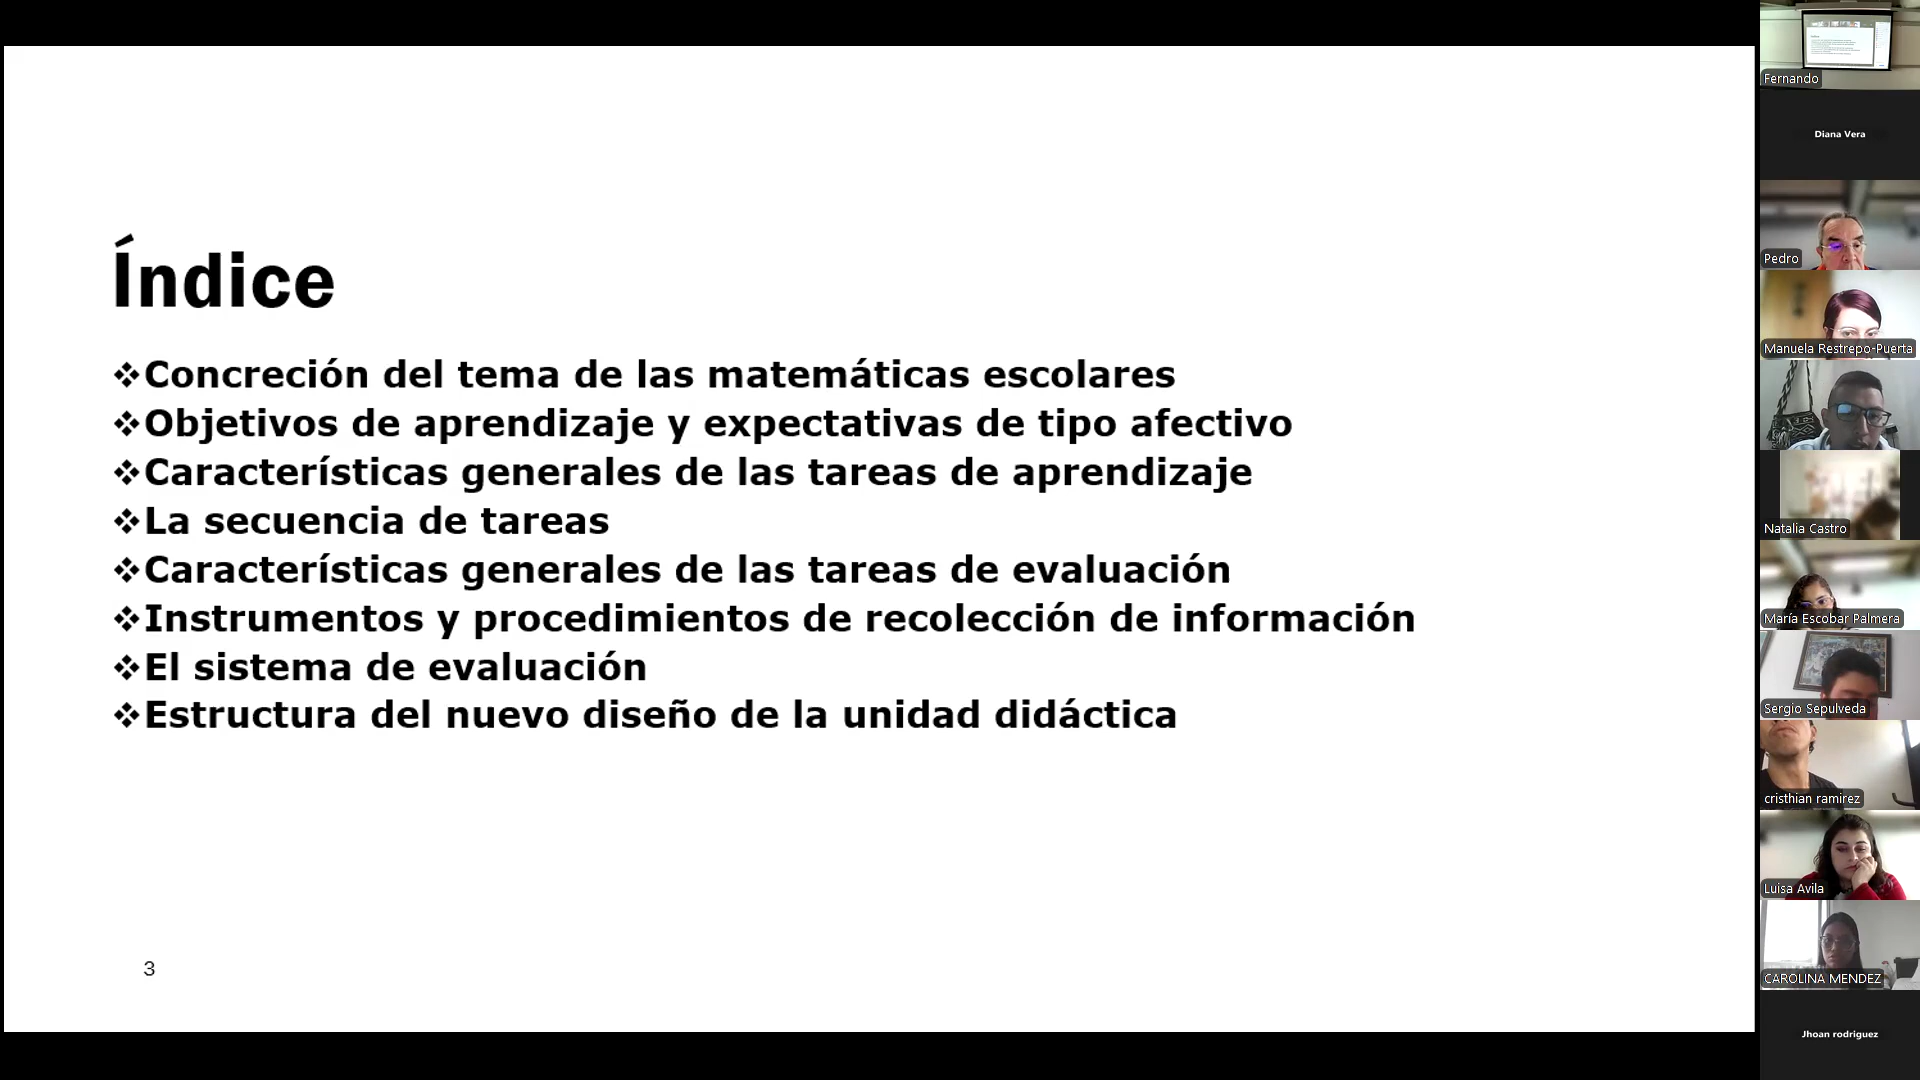 Índice
❖Concreción del tema de las matemáticas escolares
❖Objetivos de aprendizaje y expectativas de tipo afectivo
❖Características generales de las tareas de aprendizaje
❖La secuencia de tareas
❖Características generales de las tareas de evaluación
❖Instrumentos y procedimientos de recolección de información
❖El sistema de evaluación
❖Estructura del nuevo diseño de la unidad didáctica
3
Fernando
Diana Vera
Pedro
Manuela Restrepo-Puerta
Natalia Castro
María Escobar Palmera
Sergio Sepulveda
cristhian ramirez
Luisa Avila
CAROLINA MENDEZ
Jhoan rodriguez